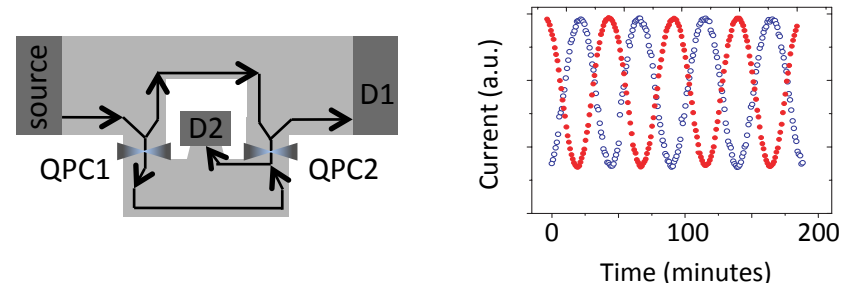 source
D1
D2
QPC1
QPC2
Current (a.u.)
0
100
200
Time (minutes)